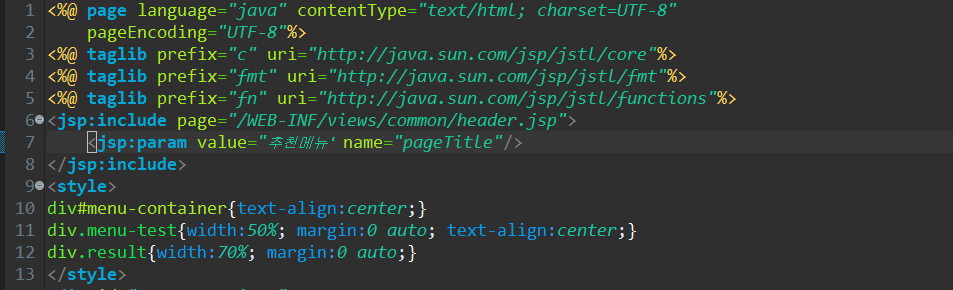 1 <%@ page language="java" contentType="text/html; charset=UTF-8"
2 pageEncoding="UTF-8"%>
3 <%@ taglib prefix="c" uri="http://java.sun.com/jsp/jstl/core"%>
4 <%@ taglib prefix="fmt" uri="http://java.sun.com/jsp/jstl/fmt"%>
5 <%@ taglib prefix="fn" uri="http://java.sun.com/jsp/jstl/functions"%>
6 <jsp:include page="/WEB-INF/views/common/header.jsp">
7 <jsp:param value="추천메뉴" name="pageTitle"/>
8 </jsp:include>
9 <style>
10 div#menu-container{text-align:center;}
11 div.menu-test{width:50%; margin:0 auto; text-align:center;}
12 div.result{width:70%; margin:0 auto;}
13 </style>